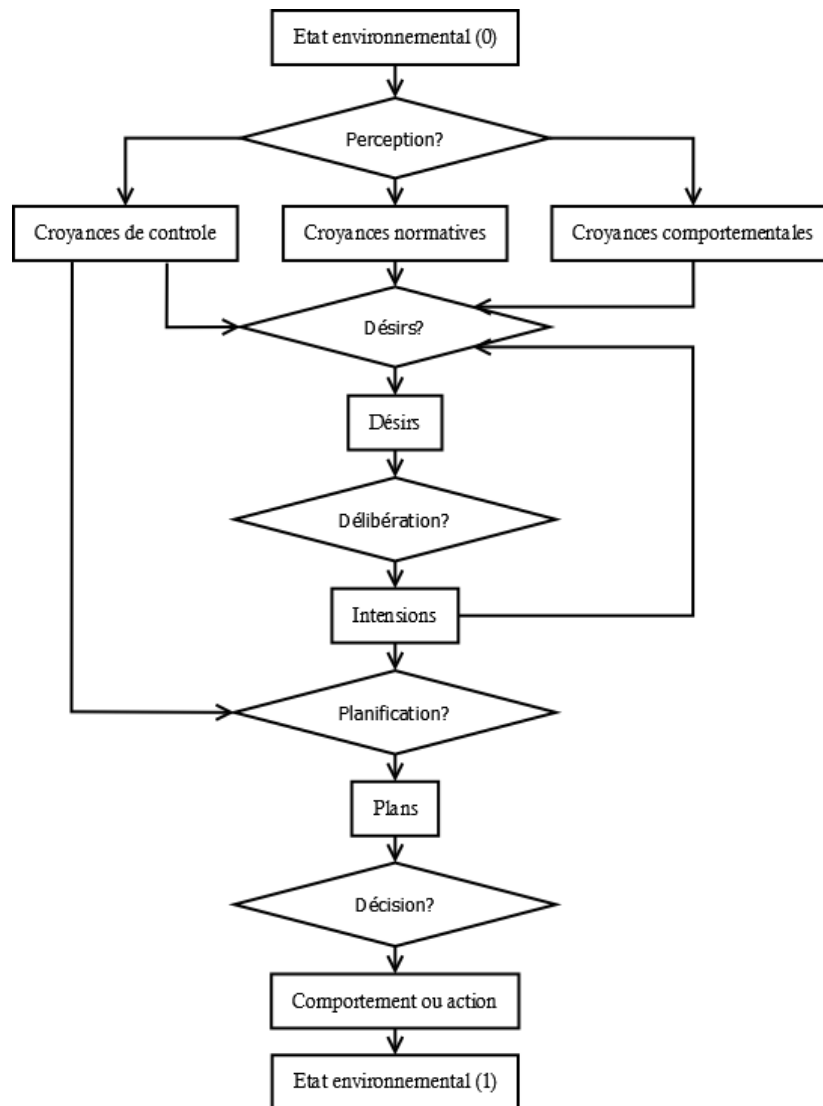 Etat environnemental (0)
Perception?
Croyances de controle
Croyances normatives
Croyances comportementales
Désirs?
Désirs
Délibération?
Intensions
Planification?
Plans
Décision?
Comportement ou action
Etat environnemental (1)